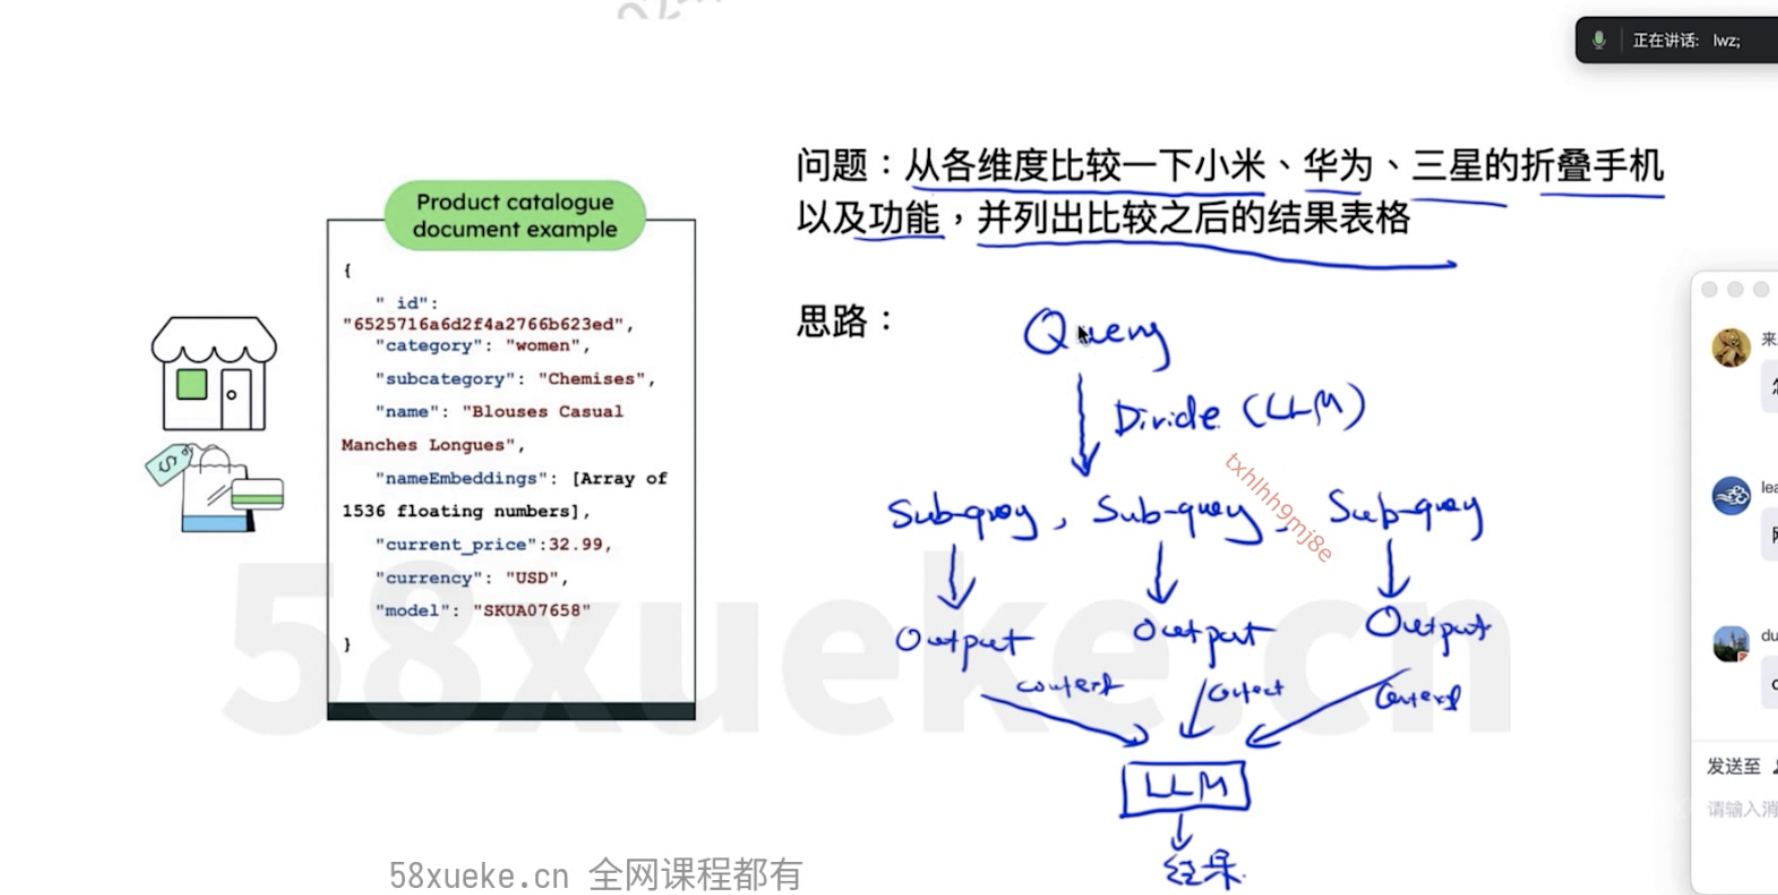 正在讲话: lwz;
Product catalogue
document example
{
"_id":
"6525716a6d2f4a2766b623ed",
"category": "women",
"subcategory": "Chemises",
"name": "Blouses Casual
Manches Longues",
"nameEmbeddings": [Array of
1536 floating numbers],
"current_price":32.99,
"currency": "USD",
"model": "SKUA07658"
}
问题：从各维度比较一下小米、华为、三星的折叠手机
以及功能，并列出比较之后的结果表格
思路：
Query
Divide (LLM)
Sub-query, Sub-query, Sub-query
Output Output Output
context context context
LLM
结果.
txhlhh9mj8e
58xueke.cn
58xueke.cn 全网课程都有
来
lea
du
发送至
请输入消